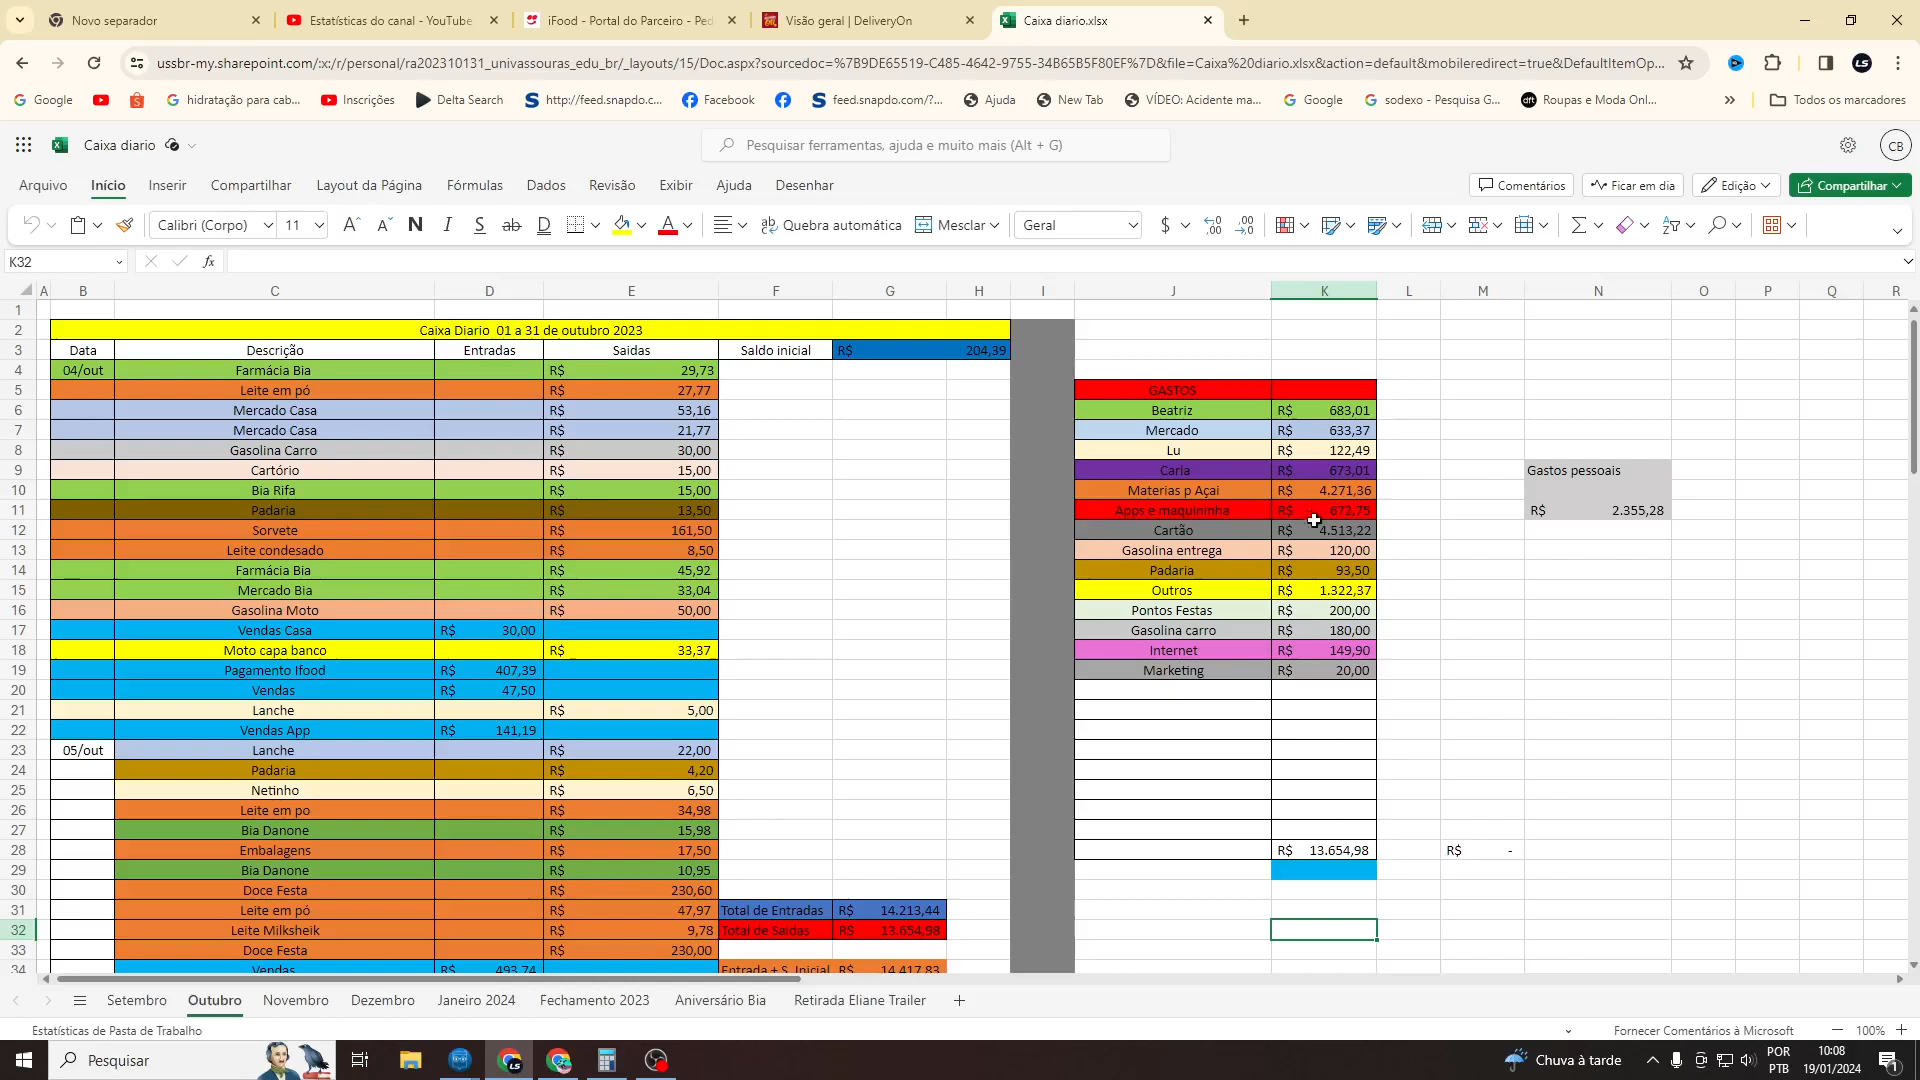 Novo separador
Estatísticas do canal - YouTube
iFood - Portal do Parceiro - Ped
Visão geral | DeliveryOn
Caixa diario.xlsx
ussbr-my.sharepoint.com/:x:/r/personal/ra202310131_univassouras_edu_br/_layouts/15/Doc.aspx?sourcedoc=%7B9DE65519-C485-4642-9755-34B65B5F80EF%7D&file=Caixa%20diario.xlsx&action=default&mobileredirect=true&DefaultItemOp...
Google
hidratação para cab...
Inscrições
Delta Search
http://feed.snapdo.c...
Facebook
feed.snapdo.com/?...
Ajuda
New Tab
VÍDEO: Acidente ma...
Google
sodexo - Pesquisa G...
Roupas e Moda Onl...
Todos os marcadores
Caixa diario
Pesquisar ferramentas, ajuda e muito mais (Alt + G)
CB
Arquivo Início Inserir Compartilhar Layout da Página Fórmulas Dados Revisão Exibir Ajuda Desenhar
Comentários Ficar em dia Edição Compartilhar
Calibri (Corpo) 11 Quebra automática Mesclar Geral
K32 fx
A B C D E F G H I J K L M N O P Q R
1
2 Caixa Diario 01 a 31 de outubro 2023
3 Data Descrição Entradas Saidas Saldo inicial R$ 204,39
4 04/out Farmácia Bia R$ 29,73
5 Leite em pó R$ 27,77 GASTOS
6 Mercado Casa R$ 53,16 Beatriz R$ 683,01
7 Mercado Casa R$ 21,77 Mercado R$ 633,37
8 Gasolina Carro R$ 30,00 Lu R$ 122,49
9 Cartório R$ 15,00 Carla R$ 673,01 Gastos pessoais
10 Bia Rifa R$ 15,00 Materias p Açai R$ 4.271,36
11 Padaria R$ 13,50 Apps e maquininha R$ 672,75 R$ 2.355,28
12 Sorvete R$ 161,50 Cartão R$ 4.513,22
13 Leite condesado R$ 8,50 Gasolina entrega R$ 120,00
14 Farmácia Bia R$ 45,92 Padaria R$ 93,50
15 Mercado Bia R$ 33,04 Outros R$ 1.322,37
16 Gasolina Moto R$ 50,00 Pontos Festas R$ 200,00
17 Vendas Casa R$ 30,00 Gasolina carro R$ 180,00
18 Moto capa banco R$ 33,37 Internet R$ 149,90
19 Pagamento Ifood R$ 407,39 Marketing R$ 20,00
20 Vendas R$ 47,50
21 Lanche R$ 5,00
22 Vendas App R$ 141,19
23 05/out Lanche R$ 22,00
24 Padaria R$ 4,20
25 Netinho R$ 6,50
26 Leite em po R$ 34,98
27 Bia Danone R$ 15,98
28 Embalagens R$ 17,50 R$ 13.654,98 R$ -
29 Bia Danone R$ 10,95
30 Doce Festa R$ 230,60
31 Leite em pó R$ 47,97 Total de Entradas R$ 14.213,44
32 Leite Milksheik R$ 9,78 Total de Saidas R$ 13.654,98
33 Doce Festa R$ 230,00
34 Vendas R$ 493,74 Entrada + S. Inicial R$ 14.417,83
Setembro Outubro Novembro Dezembro Janeiro 2024 Fechamento 2023 Aniversário Bia Retirada Eliane Trailer
Estatísticas de Pasta de Trabalho
Fornecer Comentários à Microsoft
100%
Pesquisar
Chuva à tarde
POR
PTB
10:08
19/01/2024